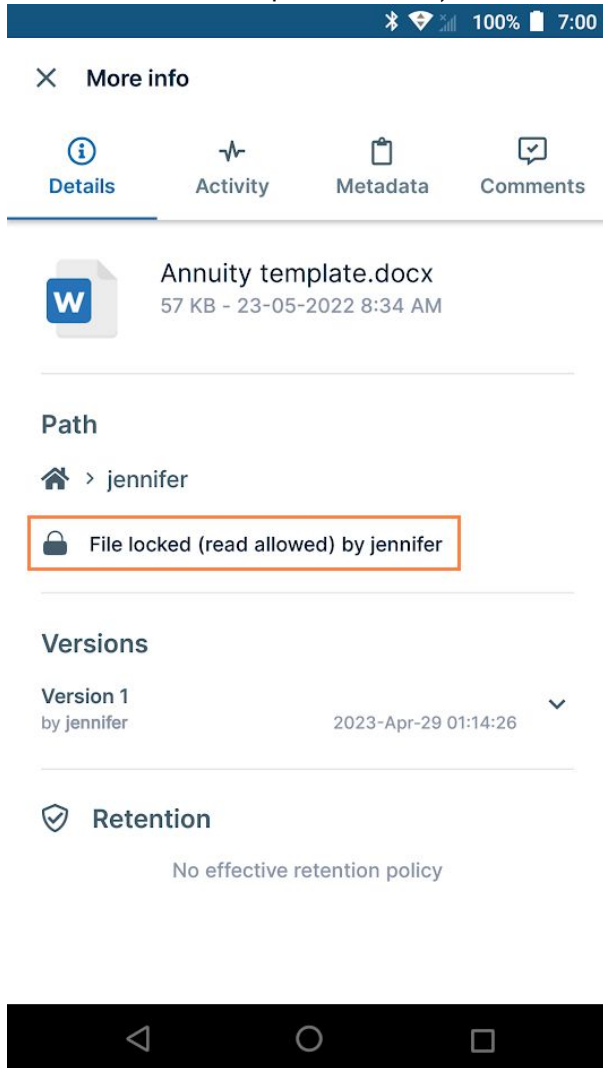 100% 7:00
More info
Details Activity Metadata Comments
W
Annuity template.docx
57 KB - 23-05-2022 8:34 AM
Path
> jennifer
File locked (read allowed) by jennifer
Versions
Version 1
by jennifer 2023-Apr-29 01:14:26
Retention
No effective retention policy